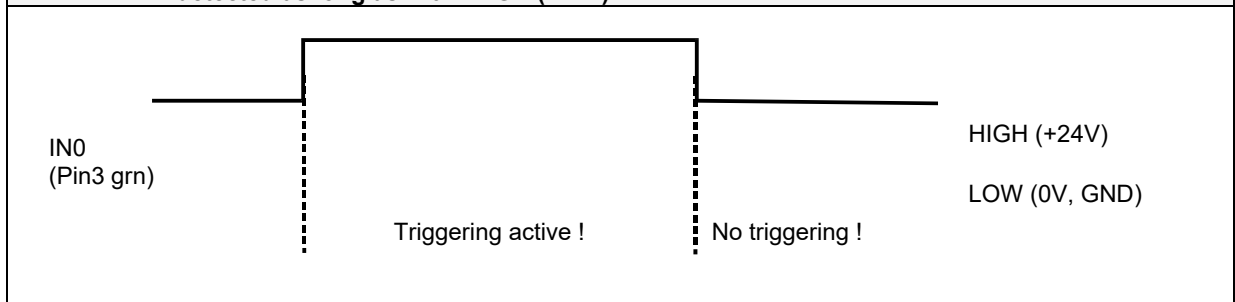 IN0
(Pin3 grn)
HIGH (+24V)
LOW (0V, GND)
Triggering active !
No triggering !